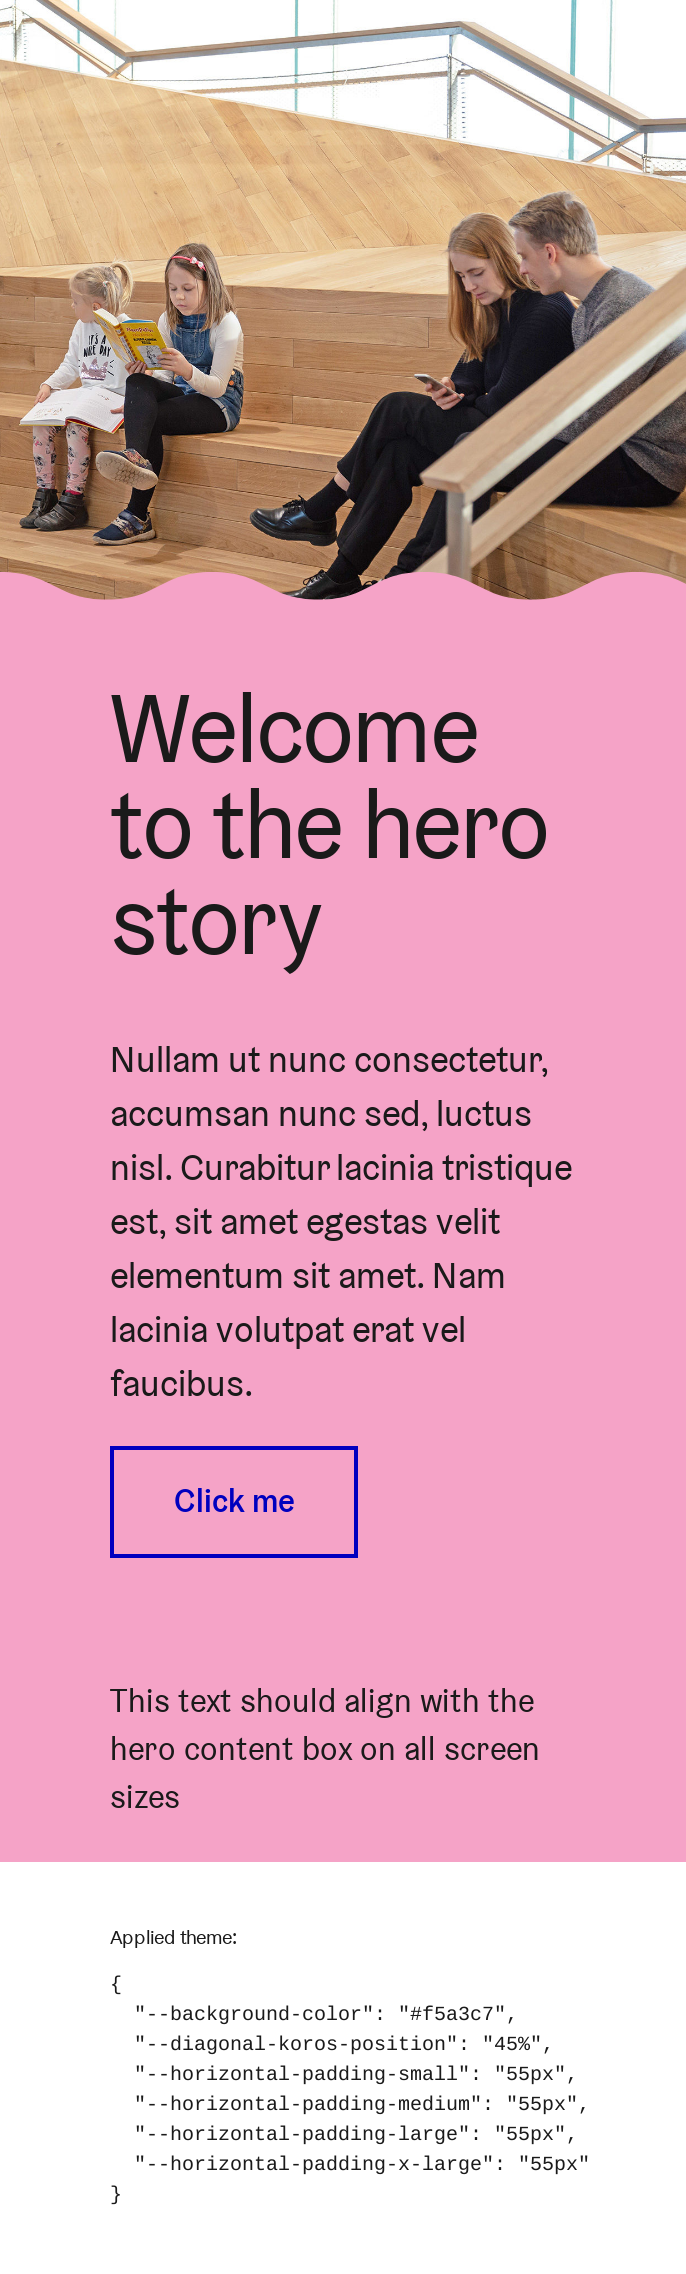 IT'S A
NICE DAY
Welcome
to the hero
story
Nullam ut nunc consectetur,
accumsan nunc sed, luctus
nisl. Curabitur lacinia tristique
est, sit amet egestas velit
elementum sit amet. Nam
lacinia volutpat erat vel
faucibus.
Click me
This text should align with the
hero content box on all screen
sizes
Applied theme:
{
  "--background-color": "#f5a3c7",
  "--diagonal-koros-position": "45%",
  "--horizontal-padding-small": "55px",
  "--horizontal-padding-medium": "55px",
  "--horizontal-padding-large": "55px",
  "--horizontal-padding-x-large": "55px"
}